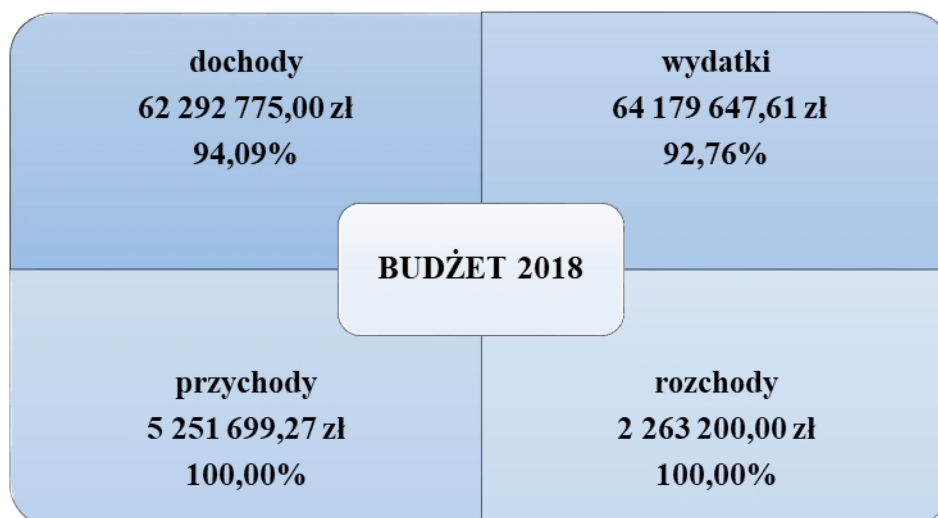 dochody
62 292 775,00 zł
94,09%
wydatki
64 179 647,61 zł
92,76%
BUDŻET 2018
przychody
5 251 699,27 zł
100,00%
rozchody
2 263 200,00 zł
100,00%